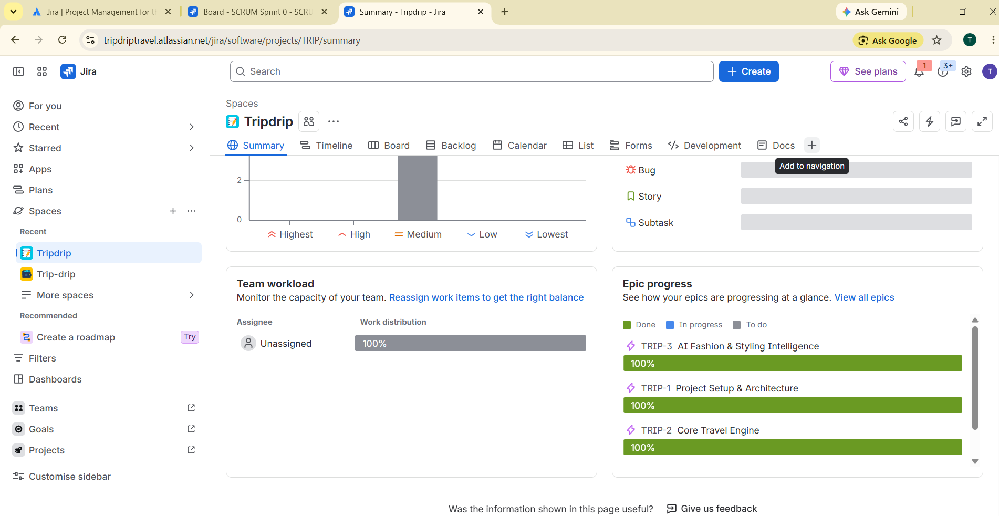 Jira | Project Management for t
Board - SCRUM Sprint 0 - SCRU
Summary - Tripdrip - Jira
Ask Gemini
tripdriptravel.atlassian.net/jira/software/projects/TRIP/summary
Ask Google
T
Jira
Search
Create
See plans
1
3+
T
For you
Recent
Starred
Apps
Plans
Spaces
Recent
Tripdrip
Trip-drip
More spaces
Recommended
Create a roadmap
Try
Filters
Dashboards
Teams
Goals
Projects
Customise sidebar
Spaces
Tripdrip
Summary
Timeline
Board
Backlog
Calendar
List
Forms
Development
Docs
Add to navigation
2
0
Highest
High
Medium
Low
Lowest
Bug
Story
Subtask
Team workload
Monitor the capacity of your team. Reassign work items to get the right balance
Assignee Work distribution
Unassigned 100%
Epic progress
See how your epics are progressing at a glance. View all epics
Done In progress To do
TRIP-3 AI Fashion & Styling Intelligence
100%
TRIP-1 Project Setup & Architecture
100%
TRIP-2 Core Travel Engine
100%
Was the information shown in this page useful? Give us feedback